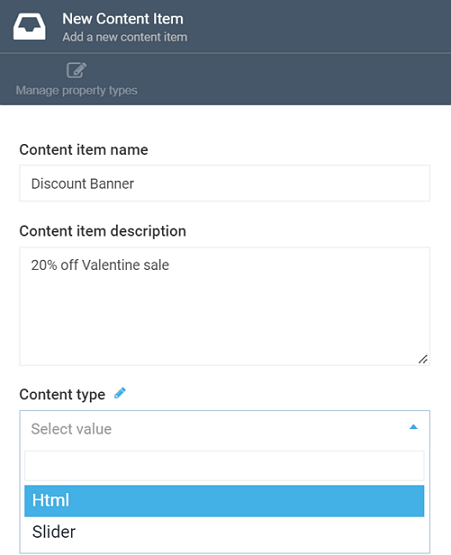 New Content Item
Add a new content item
Manage property types
Content item name
Discount Banner
Content item description
20% off Valentine sale
Content type
Select value
Html
Slider